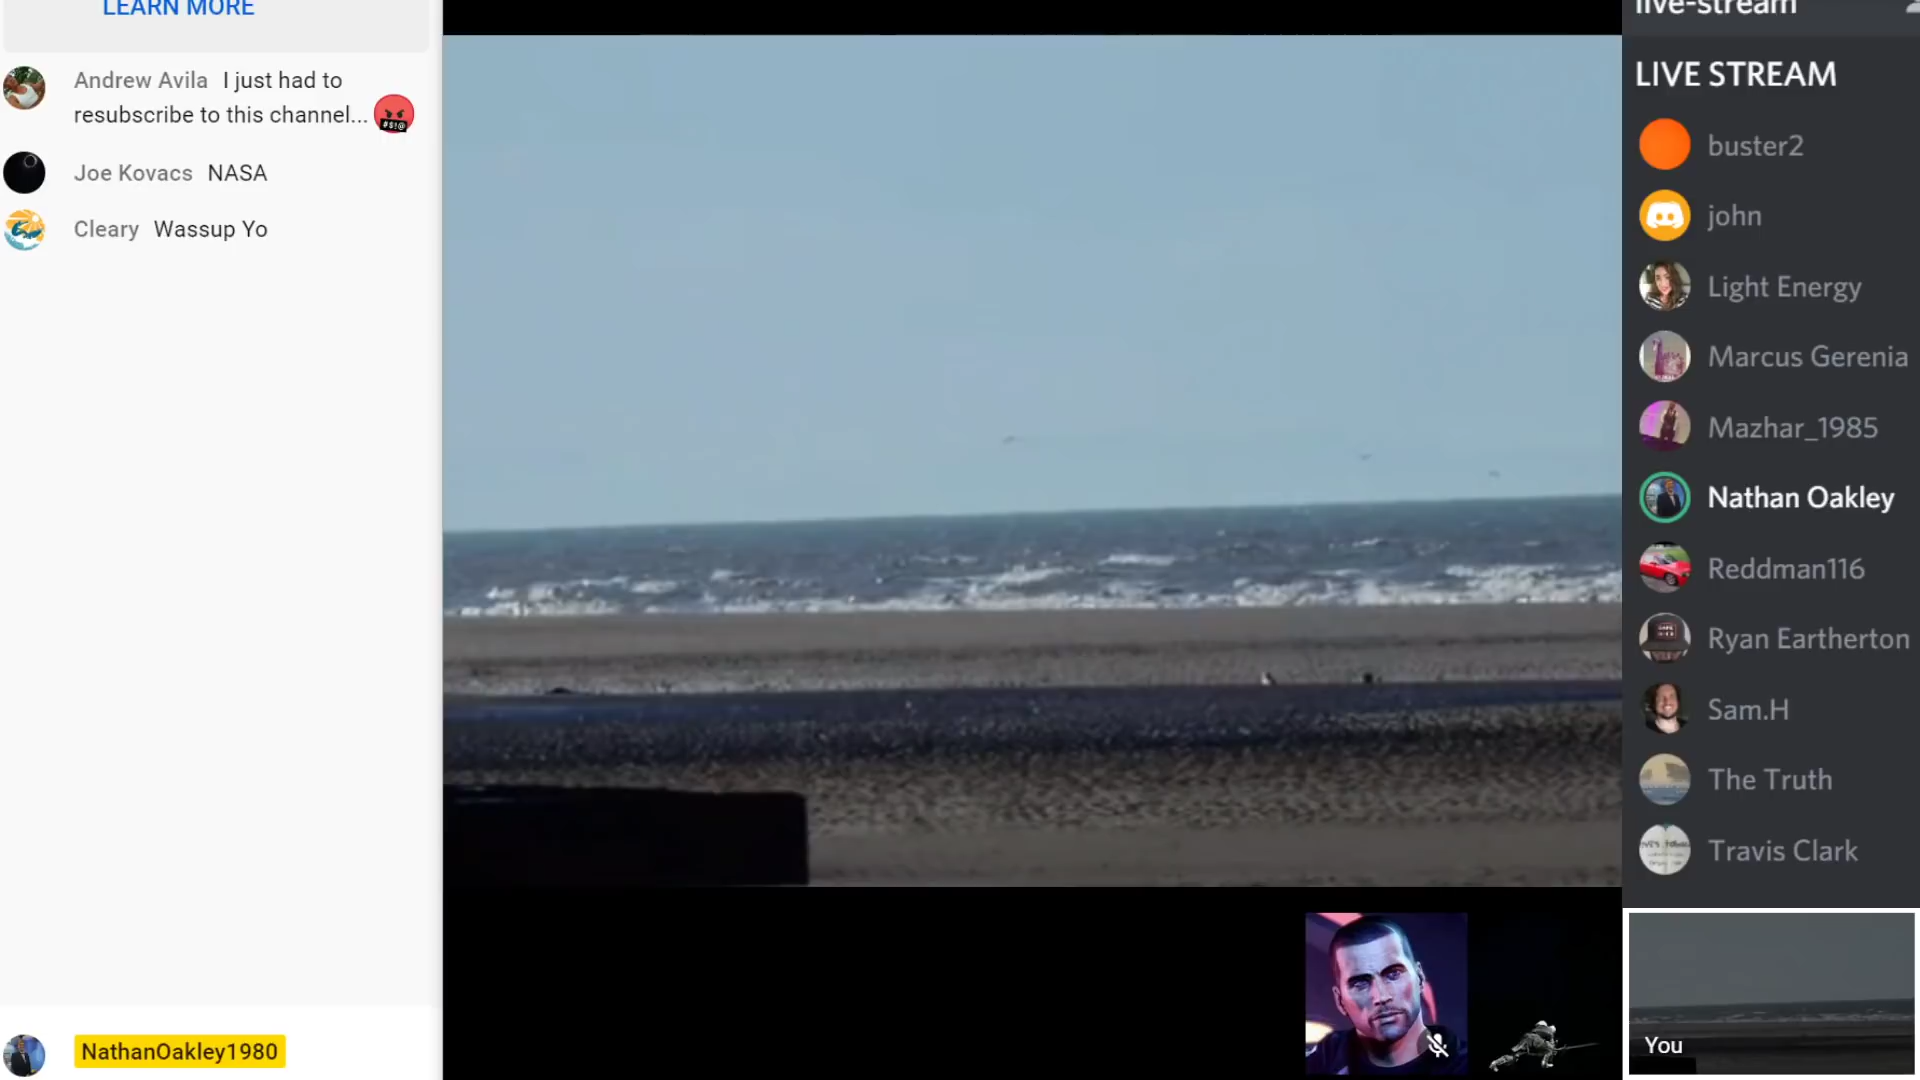 LEARN MORE
Andrew Avila I just had to
resubscribe to this channel...
#$!@
Joe Kovacs NASA
Cleary Wassup Yo
NathanOakley1980
live-stream
LIVE STREAM
buster2
john
Light Energy
Marcus Gerenia
Mazhar_1985
Nathan Oakley
Reddman116
Ryan Eartherton
Sam.H
The Truth
Travis Clark
You